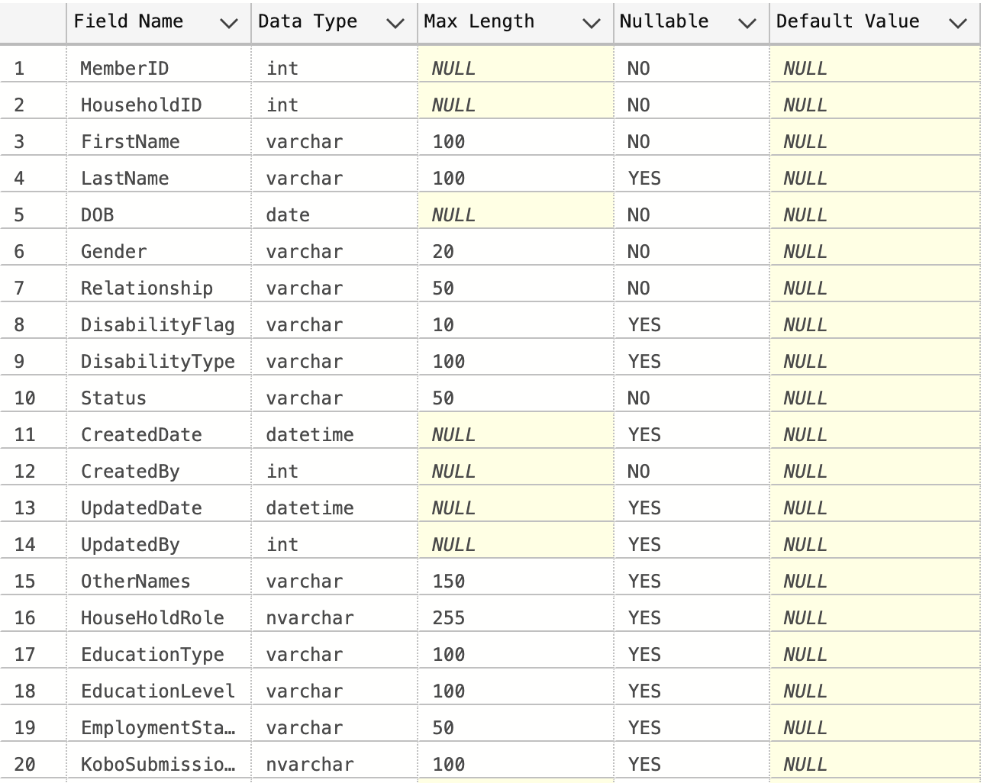 Field Name Data Type Max Length Nullable Default Value
1 MemberID int NULL NO NULL
2 HouseholdID int NULL NO NULL
3 FirstName varchar 100 NO NULL
4 LastName varchar 100 YES NULL
5 DOB date NULL NO NULL
6 Gender varchar 20 NO NULL
7 Relationship varchar 50 NO NULL
8 DisabilityFlag varchar 10 YES NULL
9 DisabilityType varchar 100 YES NULL
10 Status varchar 50 NO NULL
11 CreatedDate datetime NULL YES NULL
12 CreatedBy int NULL NO NULL
13 UpdatedDate datetime NULL YES NULL
14 UpdatedBy int NULL YES NULL
15 OtherNames varchar 150 YES NULL
16 HouseHoldRole nvarchar 255 YES NULL
17 EducationType varchar 100 YES NULL
18 EducationLevel varchar 100 YES NULL
19 EmploymentSta… varchar 50 YES NULL
20 KoboSubmissio… nvarchar 100 YES NULL